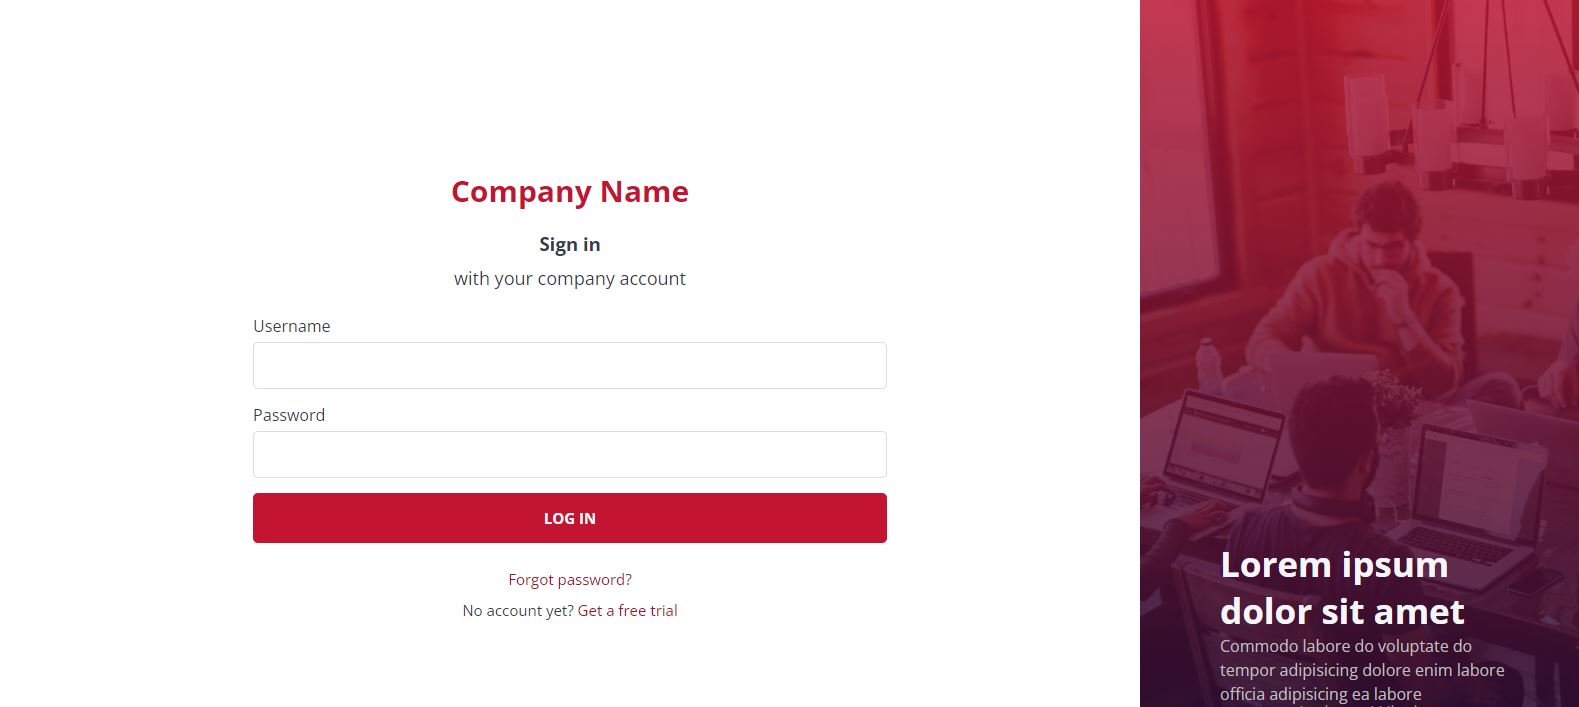 Company Name
Sign in
with your company account
Username
Password
LOG IN
Forgot password?
No account yet? Get a free trial
Lorem ipsum
dolor sit amet
Commodo labore do voluptate do
tempor adipisicing dolore enim labore
officia adipisicing ea labore